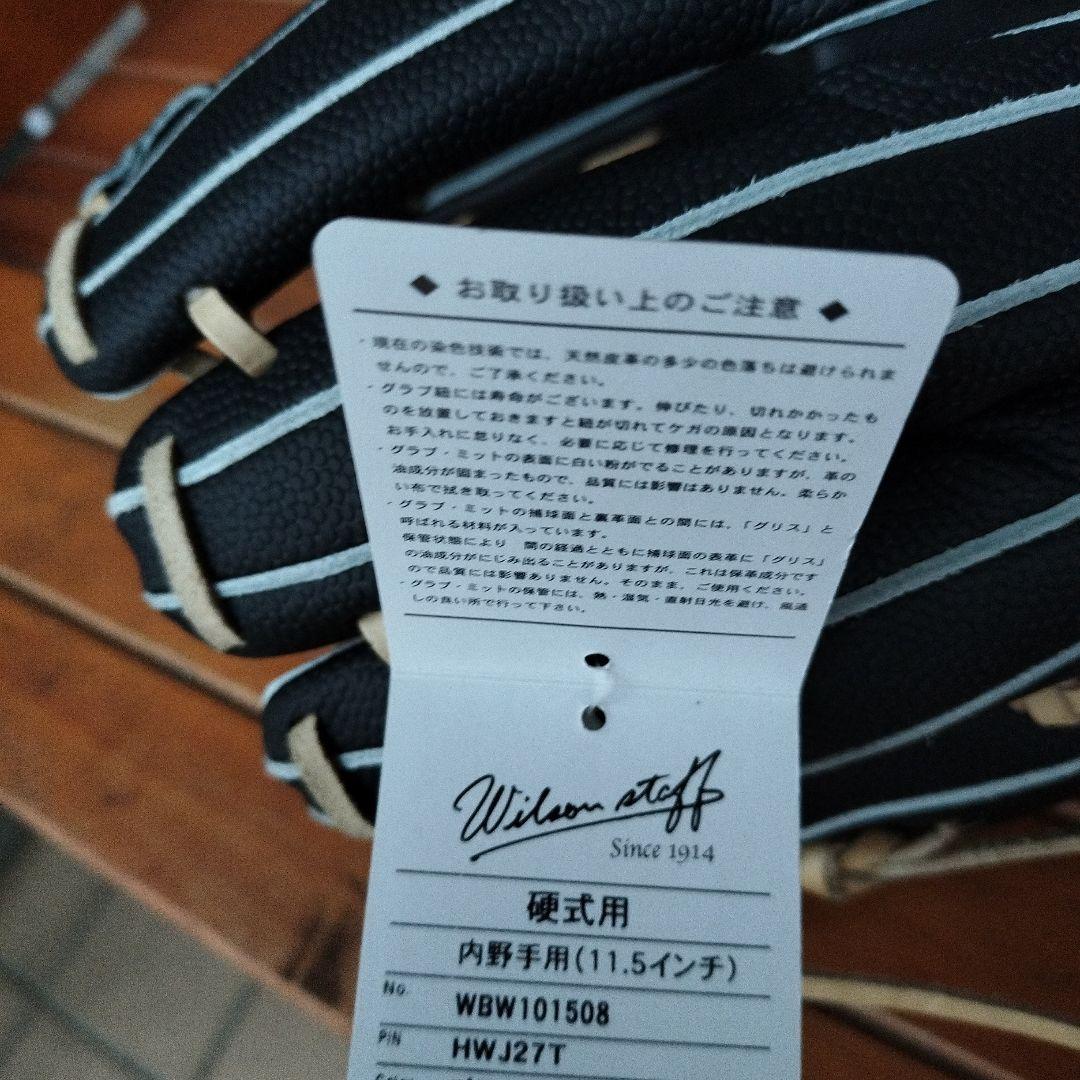 ◆ お取り扱い上のご注意 ◆
・現在の染色技術では、天然皮革の多少の色落ちは避けられま
せんので、ご了承ください。
・グラブ紐には寿命がございます。伸びたり、切れかかったも
のを放置しておきますと紐が切れてケガの原因となります。
お手入れに怠りなく、必要に応じて修理を行ってください。
・グラブ・ミットの表面に白い粉がでることがありますが、革の
油成分が固まったもので、品質には影響はありません。柔らか
い布で拭き取ってください。
・グラブ・ミットの捕球面と裏革面との間には、「グリス」と
呼ばれる材料が入っています。
保管状態により 間の経過とともに捕球面の表革に「グリス」
の油成分がにじみ出ることがありますが、これは保革成分です
ので品質には影響ありません。そのまま、ご使用ください。
・グラブ・ミットの保管には、熱・湿気・直射日光を避け、風通
しの良い所で行って下さい。
Wilson staff
Since 1914
硬式用
内野手用(11.5インチ)
No. WBW101508
PIN HWJ27T